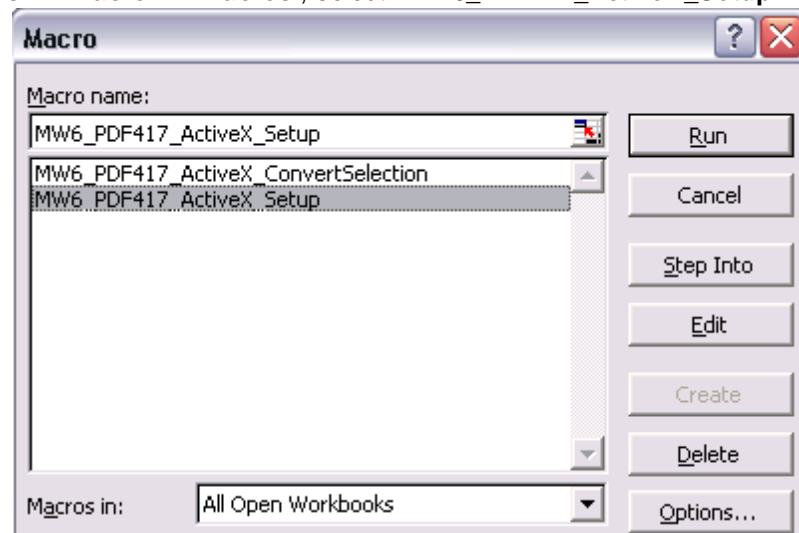 Macro
Macro name:
MW6_PDF417_ActiveX_Setup
Run
MW6_PDF417_ActiveX_ConvertSelection
MW6_PDF417_ActiveX_Setup
Cancel
Step Into
Edit
Create
Delete
Macros in:
All Open Workbooks
Options...